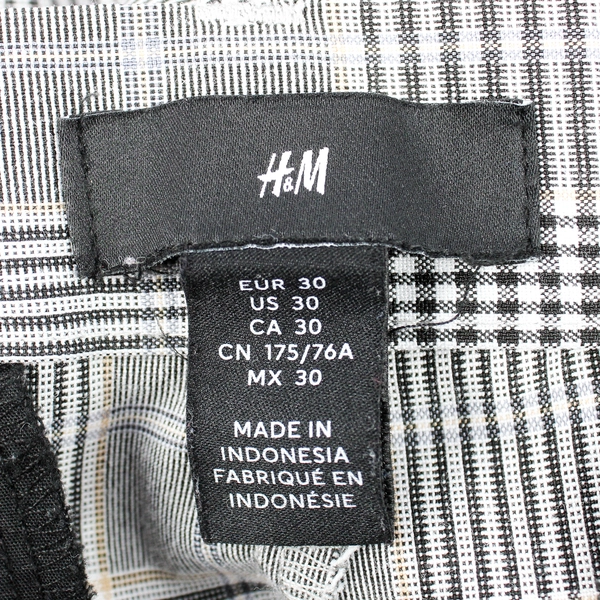 H&M
EUR 30
US 30
CA 30
CN 175/76A
MX 30
MADE IN
INDONESIA
FABRIQUÉ EN
INDONÉSIE